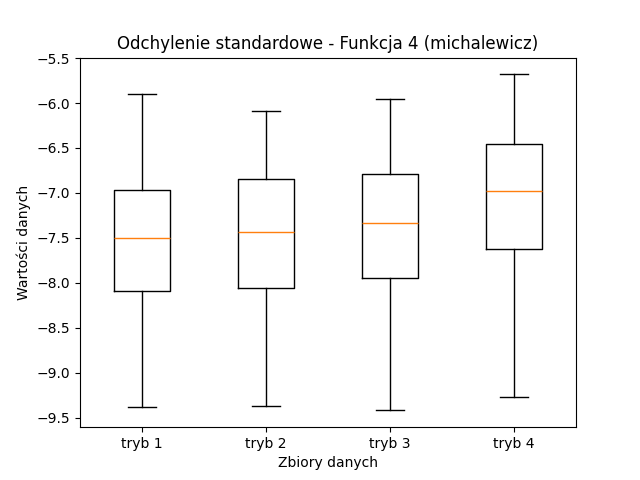 Odchylenie standardowe - Funkcja 4 (michalewicz)
Wartości danych
−5.5
−6.0
−6.5
−7.0
−7.5
−8.0
−8.5
−9.0
−9.5
tryb 1 tryb 2 tryb 3 tryb 4
Zbiory danych